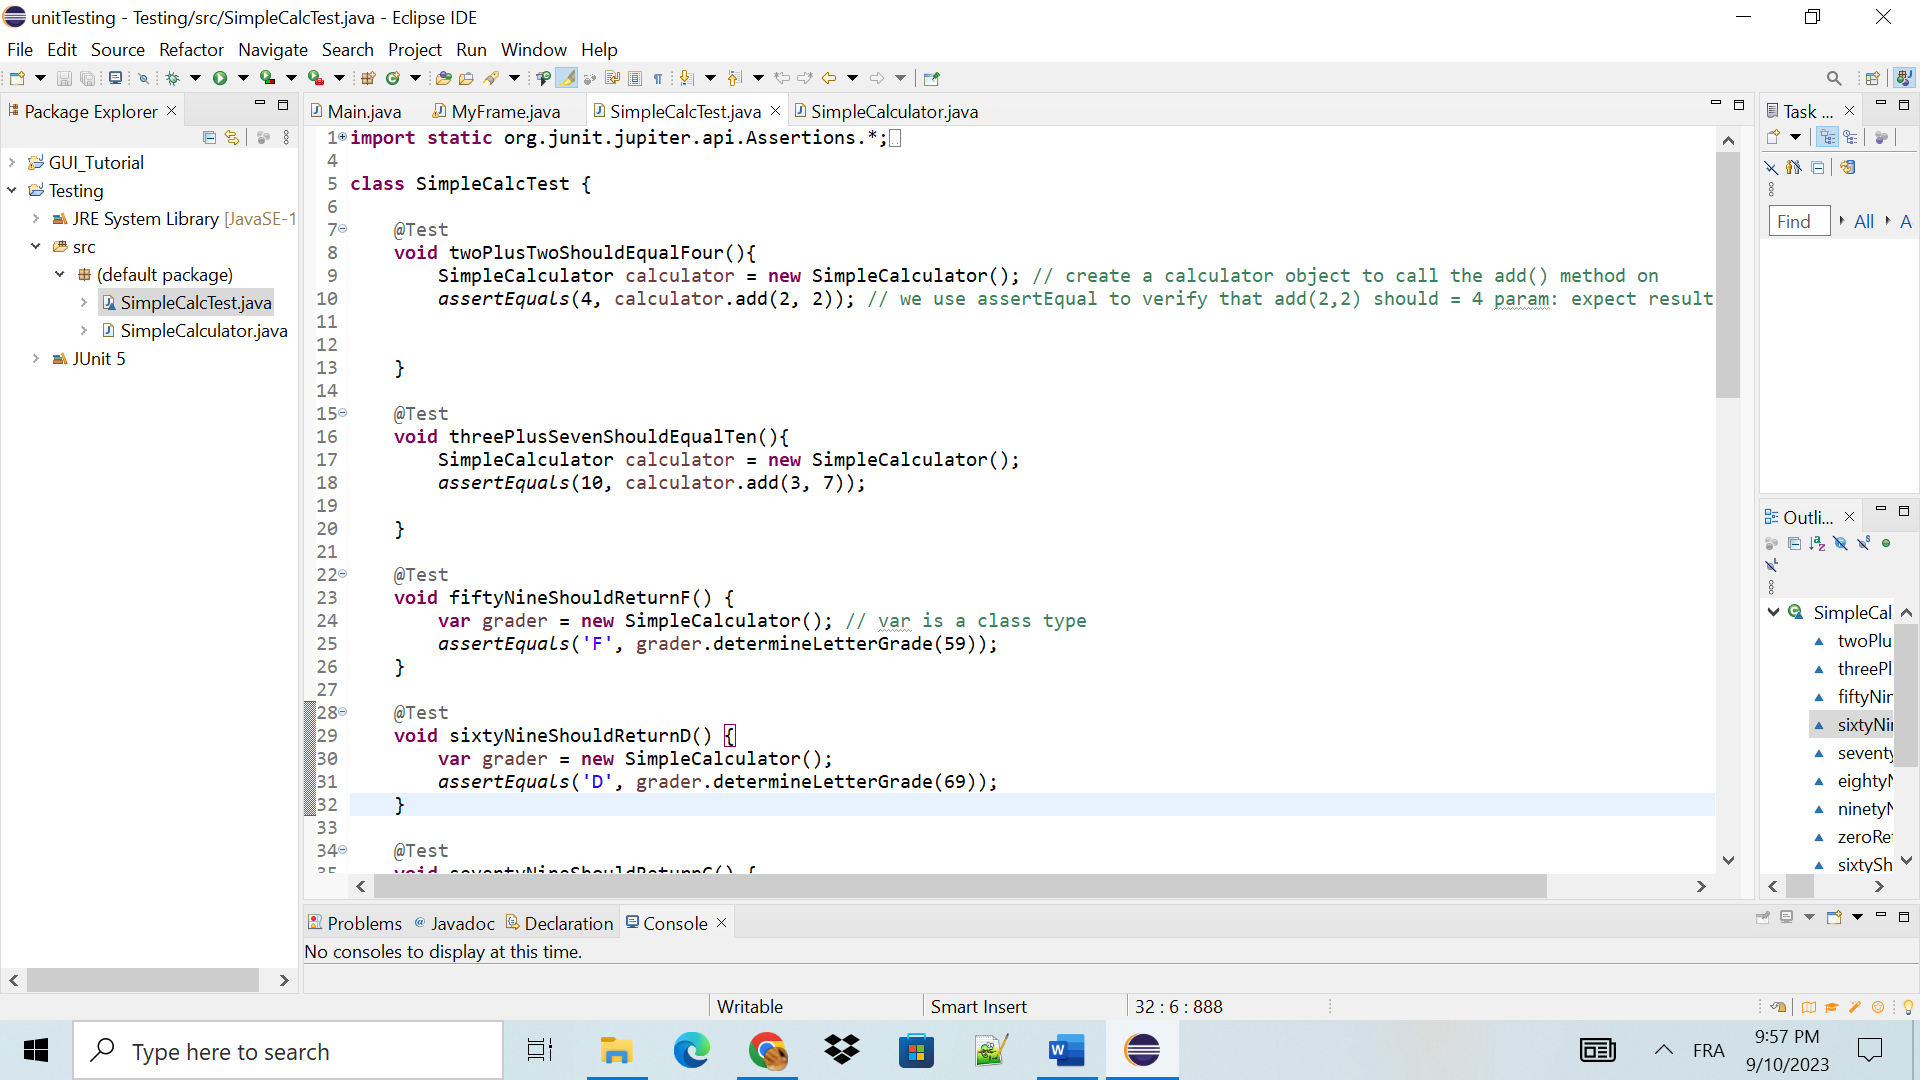 unitTesting - Testing/src/SimpleCalcTest.java - Eclipse IDE
File Edit Source Refactor Navigate Search Project Run Window Help
Package Explorer
GUI_Tutorial
Testing
JRE System Library [JavaSE-1
src
(default package)
SimpleCalcTest.java
SimpleCalculator.java
JUnit 5
Main.java MyFrame.java SimpleCalcTest.java SimpleCalculator.java
1 import static org.junit.jupiter.api.Assertions.*;
4
5 class SimpleCalcTest {
6
7 @Test
8 void twoPlusTwoShouldEqualFour(){
9 SimpleCalculator calculator = new SimpleCalculator(); // create a calculator object to call the add() method on
10 assertEquals(4, calculator.add(2, 2)); // we use assertEqual to verify that add(2,2) should = 4 param: expect result
11
12
13 }
14
15 @Test
16 void threePlusSevenShouldEqualTen(){
17 SimpleCalculator calculator = new SimpleCalculator();
18 assertEquals(10, calculator.add(3, 7));
19
20 }
21
22 @Test
23 void fiftyNineShouldReturnF() {
24 var grader = new SimpleCalculator(); // var is a class type
25 assertEquals('F', grader.determineLetterGrade(59));
26 }
27
28 @Test
29 void sixtyNineShouldReturnD() {
30 var grader = new SimpleCalculator();
31 assertEquals('D', grader.determineLetterGrade(69));
32 }
33
34 @Test
35 void seventyNineShouldReturnC() {
Task ...
Find All A
Outli...
SimpleCal
twoPlu
threePl
fiftyNin
sixtyNin
seventy
eightyN
ninetyN
zeroRet
sixtySh
Problems Javadoc Declaration Console
No consoles to display at this time.
Writable Smart Insert 32 : 6 : 888
Type here to search
FRA
9:57 PM
9/10/2023